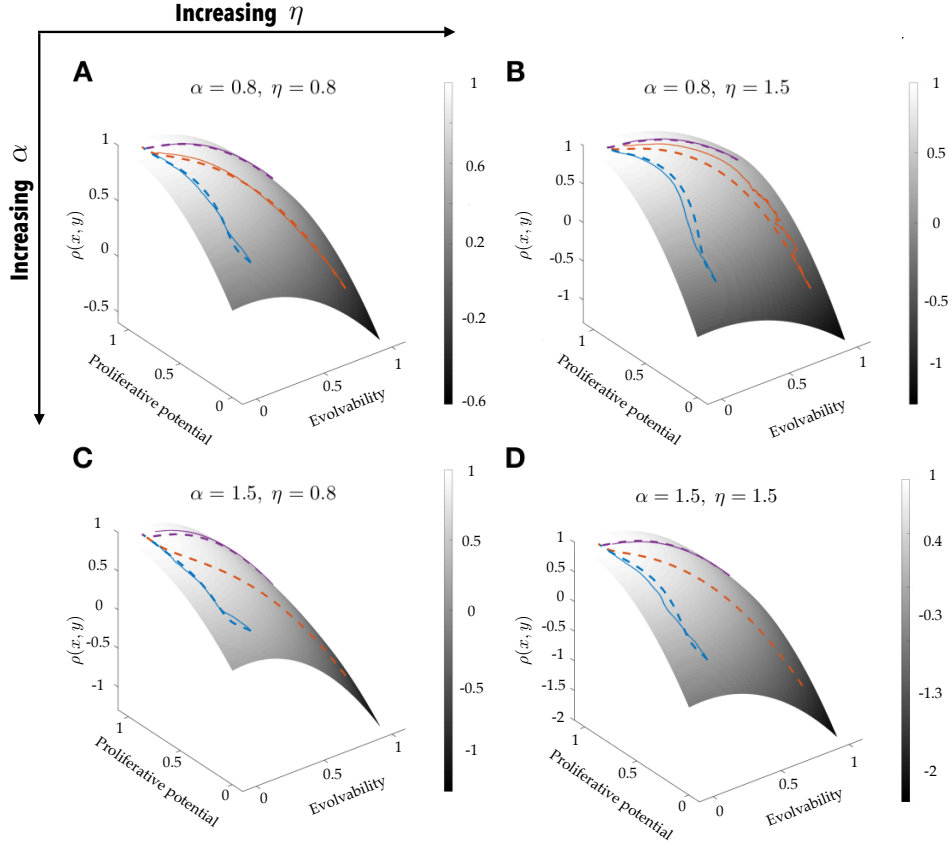 Increasing η
Increasing α
A
α = 0.8, η = 0.8
1
0.5
0
-0.5
ρ(x, y)
1
0.5
0
Proliferative potential
0
0.5
1
Evolvability
1
0.6
0.2
-0.2
-0.6
B
α = 0.8, η = 1.5
1
0.5
0
-0.5
-1
ρ(x, y)
1
0.5
0
Proliferative potential
0
0.5
1
Evolvability
1
0.5
0
-0.5
-1
C
α = 1.5, η = 0.8
1
0.5
0
-0.5
-1
ρ(x, y)
1
0.5
0
Proliferative potential
0
0.5
1
Evolvability
1
0.5
0
-0.5
-1
D
α = 1.5, η = 1.5
1
0.5
0
-0.5
-1
-1.5
-2
ρ(x, y)
1
0.5
0
Proliferative potential
0
0.5
1
Evolvability
1
0.4
-0.3
-1.3
-2